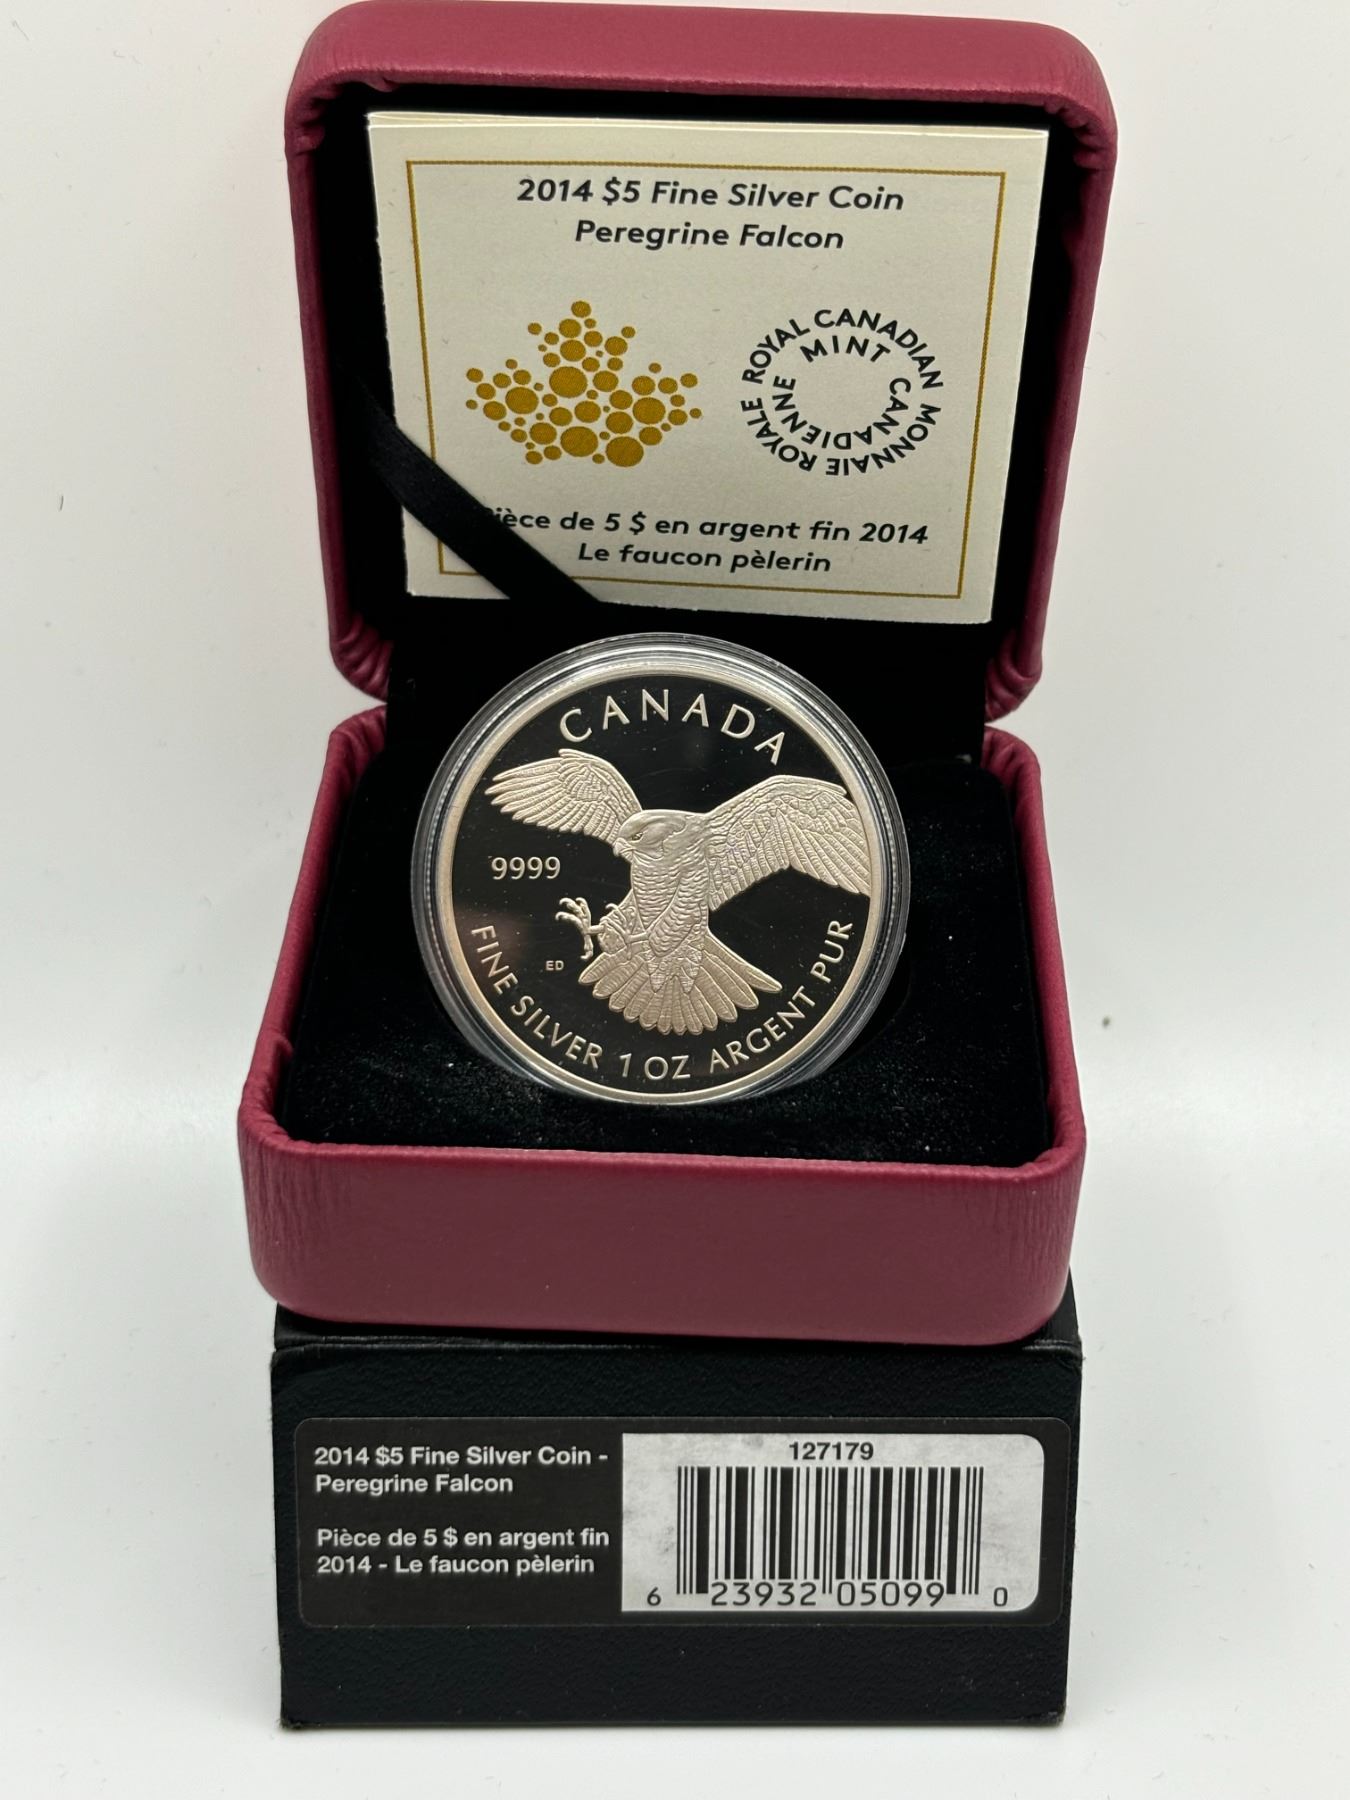 2014 $5 Fine Silver Coin
Peregrine Falcon
ROYAL CANADIAN
MINT
MONNAIE ROYALE
CANADIENNE
de 5 $ en argent fin 2014
Le faucon pèlerin
CANADA
9999
ED
FINE SILVER 1 OZ ARGENT PUR
2014 $5 Fine Silver Coin -
Peregrine Falcon
Pièce de 5 $ en argent fin
2014 - Le faucon pèlerin
127179
6 23932 05099 0